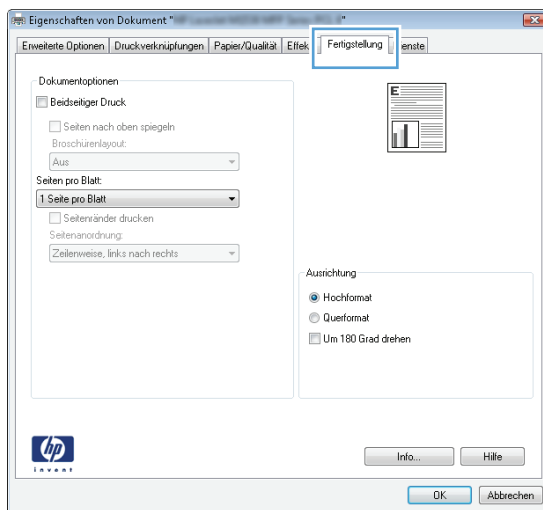 Eigenschaften von Dokument "
Erweiterte Optionen Druckverknüpfungen Papier/Qualität Effek Fertigstellung enste
Dokumentoptionen
Beidseitiger Druck
Seiten nach oben spiegeln
Broschürenlayout:
Aus
Seiten pro Blatt:
1 Seite pro Blatt
Seitenränder drucken
Seitenanordnung:
Zeilenweise, links nach rechts
E
Ausrichtung
Hochformat
Querformat
Um 180 Grad drehen
hp
invent
Info... Hilfe
OK Abbrechen